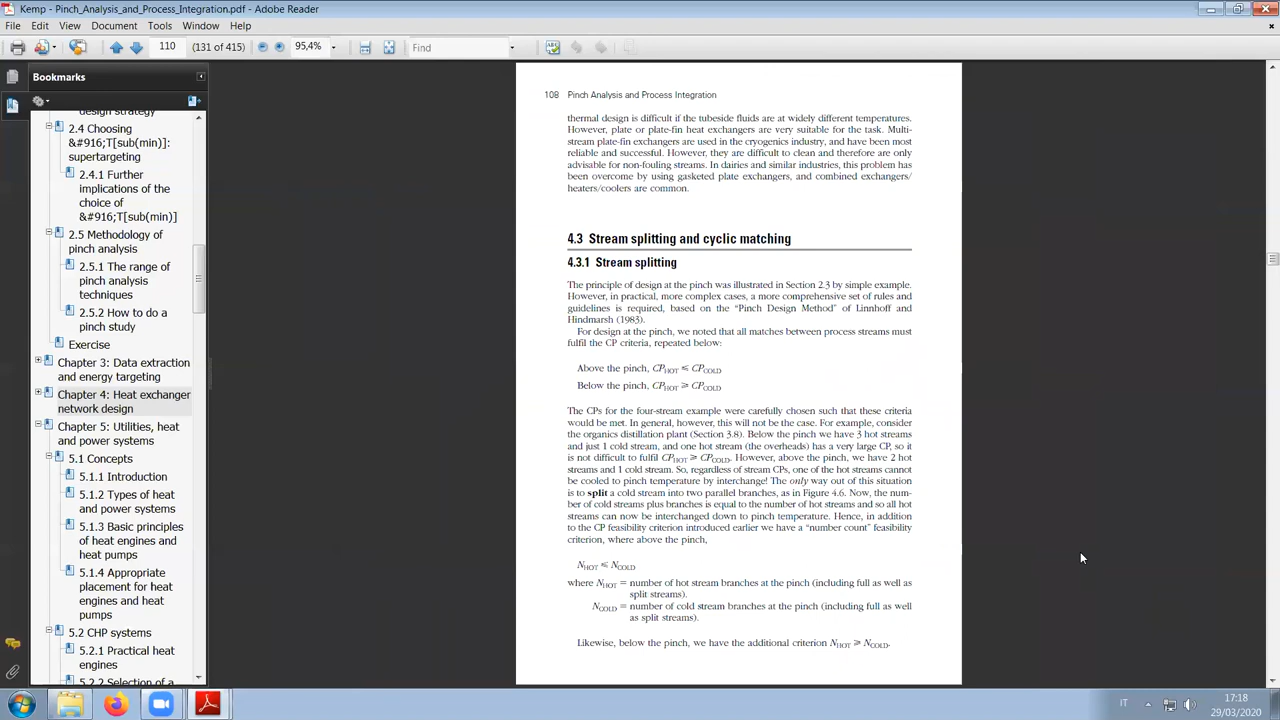 Kemp - Pinch_Analysis_and_Process_Integration.pdf - Adobe Reader
File Edit View Document Tools Window Help
110 (131 of 415) 95,4% Find
Bookmarks
design strategy
2.4 Choosing
&#916;T[sub(min)]:
supertargeting
2.4.1 Further
implications of the
choice of
&#916;T[sub(min)]
2.5 Methodology of
pinch analysis
2.5.1 The range of
pinch analysis
techniques
2.5.2 How to do a
pinch study
Exercise
Chapter 3: Data extraction
and energy targeting
Chapter 4: Heat exchanger
network design
Chapter 5: Utilities, heat
and power systems
5.1 Concepts
5.1.1 Introduction
5.1.2 Types of heat
and power systems
5.1.3 Basic principles
of heat engines and
heat pumps
5.1.4 Appropriate
placement for heat
engines and heat
pumps
5.2 CHP systems
5.2.1 Practical heat
engines
5.2.2 Selection of a
108 Pinch Analysis and Process Integration
thermal design is difficult if the tubeside fluids are at widely different temperatures.
However, plate or plate-fin heat exchangers are very suitable for the task. Multi-
stream plate-fin exchangers are used in the cryogenics industry, and have been most
reliable and successful. However, they are difficult to clean and therefore are only
advisable for non-fouling streams. In dairies and similar industries, this problem has
been overcome by using gasketed plate exchangers, and combined exchangers/
heaters/coolers are common.
4.3 Stream splitting and cyclic matching
4.3.1 Stream splitting
The principle of design at the pinch was illustrated in Section 2.3 by simple example.
However, in practical, more complex cases, a more comprehensive set of rules and
guidelines is required, based on the “Pinch Design Method” of Linnhoff and
Hindmarsh (1983).
For design at the pinch, we noted that all matches between process streams must
fulfil the CP criteria, repeated below:
Above the pinch, CPHOT ⩽ CPCOLD
Below the pinch, CPHOT ⩾ CPCOLD
The CPs for the four-stream example were carefully chosen such that these criteria
would be met. In general, however, this will not be the case. For example, consider
the organics distillation plant (Section 3.8). Below the pinch we have 3 hot streams
and just 1 cold stream, and one hot stream (the overheads) has a very large CP, so it
is not difficult to fulfil CPHOT ⩾ CPCOLD. However, above the pinch, we have 2 hot
streams and 1 cold stream. So, regardless of stream CPs, one of the hot streams cannot
be cooled to pinch temperature by interchange! The only way out of this situation
is to split a cold stream into two parallel branches, as in Figure 4.6. Now, the num-
ber of cold streams plus branches is equal to the number of hot streams and so all hot
streams can now be interchanged down to pinch temperature. Hence, in addition
to the CP feasibility criterion introduced earlier we have a “number count” feasibility
criterion, where above the pinch,
NHOT ⩽ NCOLD
where NHOT = number of hot stream branches at the pinch (including full as well as
split streams).
NCOLD = number of cold stream branches at the pinch (including full as well
as split streams).
Likewise, below the pinch, we have the additional criterion NHOT ⩾ NCOLD.
IT
17:18
29/03/2020